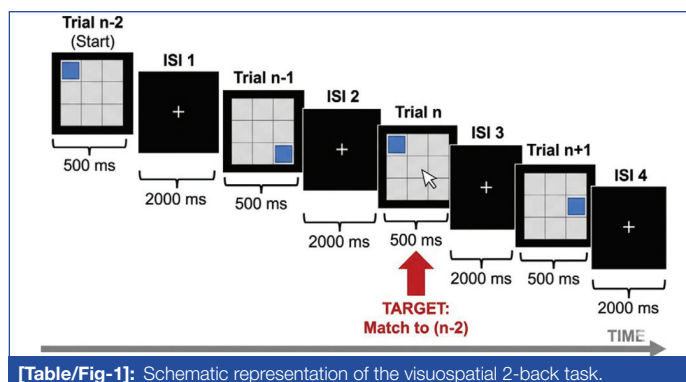 Trial n-2
(Start)
ISI 1
Trial n-1
ISI 2
Trial n
ISI 3
Trial n+1
ISI 4
500 ms
2000 ms
500 ms
2000 ms
500 ms
2000 ms
500 ms
2000 ms
TARGET:
Match to (n-2)
TIME
[Table/Fig-1]: Schematic representation of the visuospatial 2-back task.